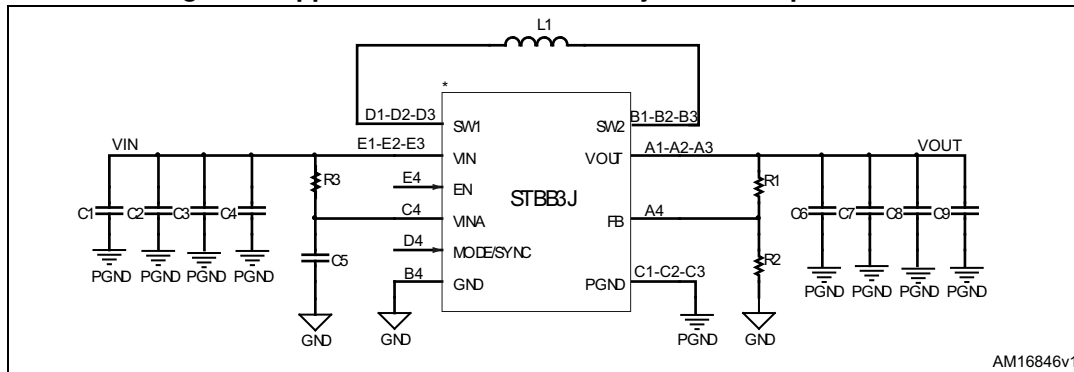 L1
*
D1-D2-D3
B1-B2-B3
SW1
SW2
VIN
E1-E2-E3
VIN
VOUT
A1-A2-A3
VOUT
R3
E4
EN
STBB3J
R1
C1
C2
C3
C4
C4
VINA
FB
A4
C6
C7
C8
C9
D4
MODE/SYNC
C5
R2
PGND
PGND
PGND
PGND
B4
GND
PGND
C1-C2-C3
PGND
PGND
PGND
PGND
GND
GND
PGND
GND
AM16846v1